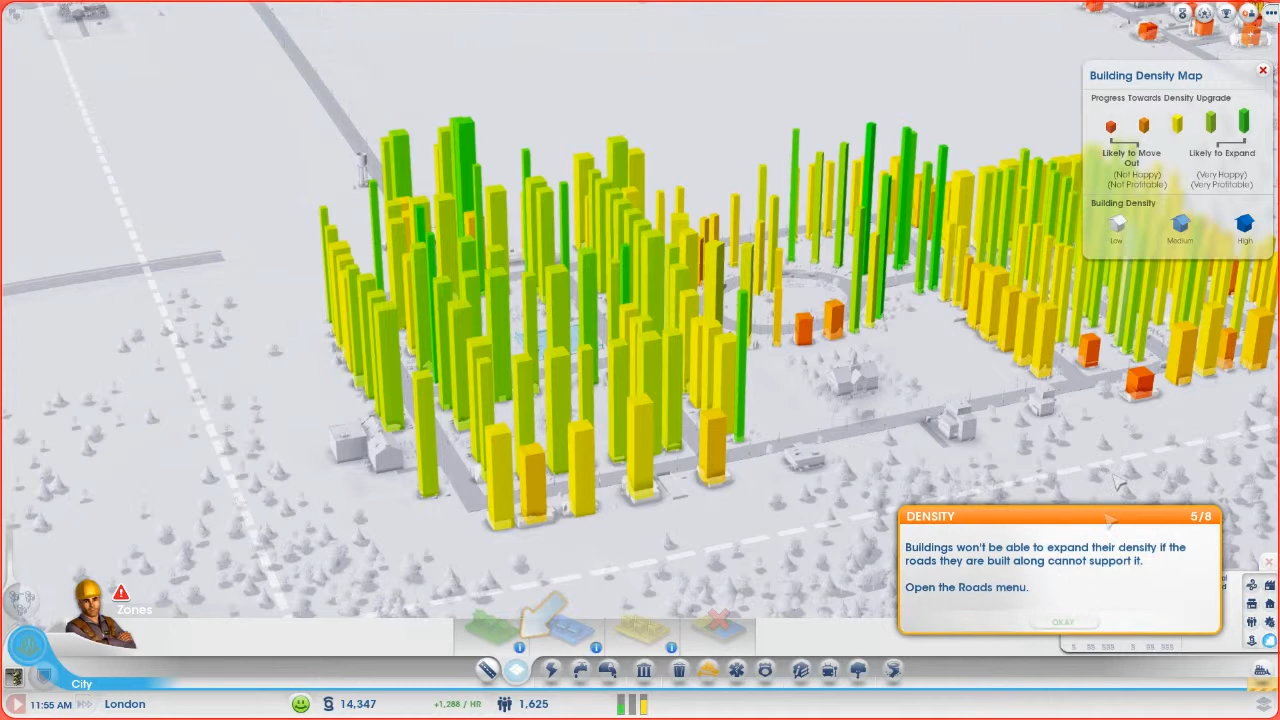 Building Density Map
Progress Towards Density Upgrade
Likely to Move Out
Likely to Expand
(Not Happy)
(Very Happy)
(Not Profitable)
(Very Profitable)
Building Density
Low
Medium
High
DENSITY
5/8
Buildings won't be able to expand their density if the
roads they are built along cannot support it.
Open the Roads menu.
OKAY
Zones
City
11:55 AM
London
14,347
+1,288 / HR
1,625